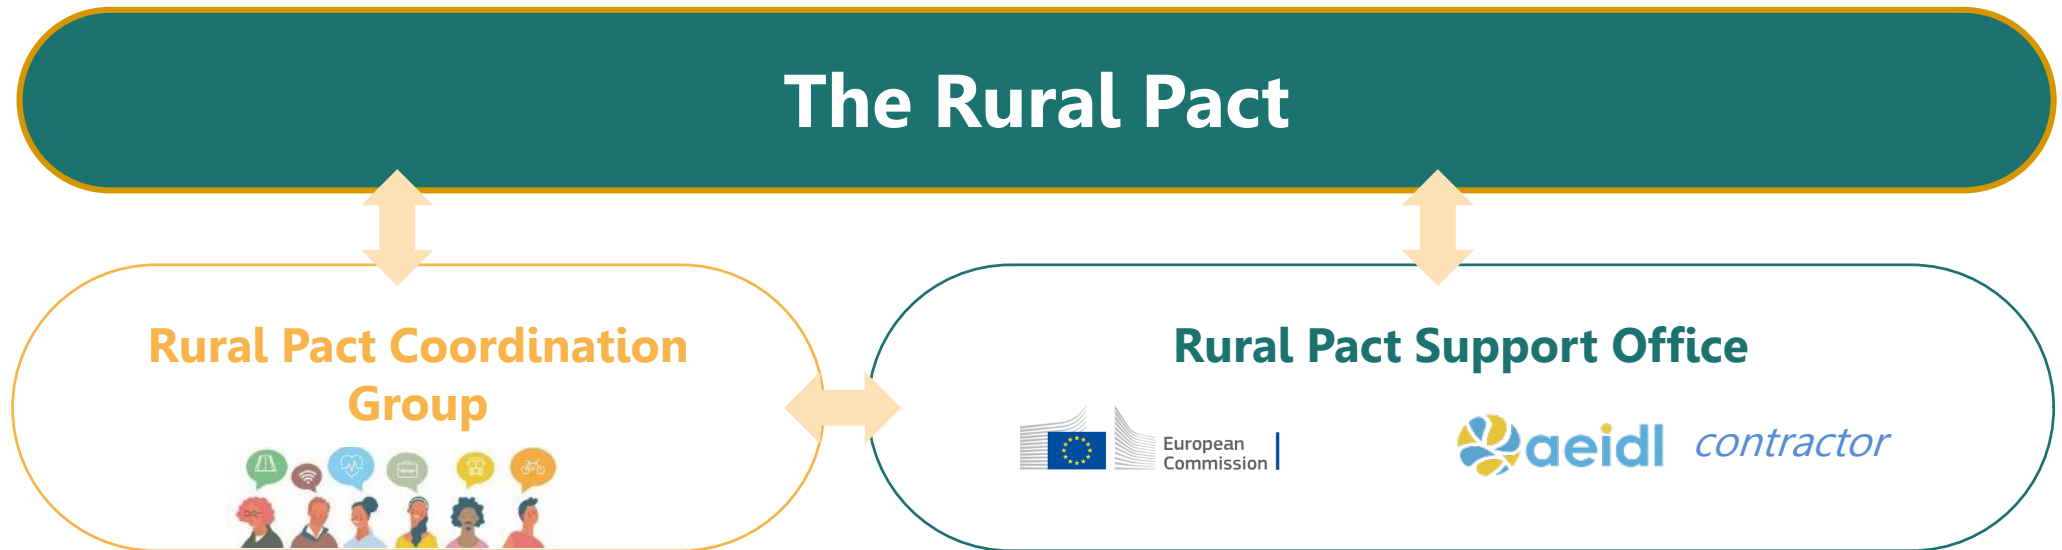 The Rural Pact
Rural Pact Coordination
Group
Rural Pact Support Office
European
Commission
aeidl
contractor